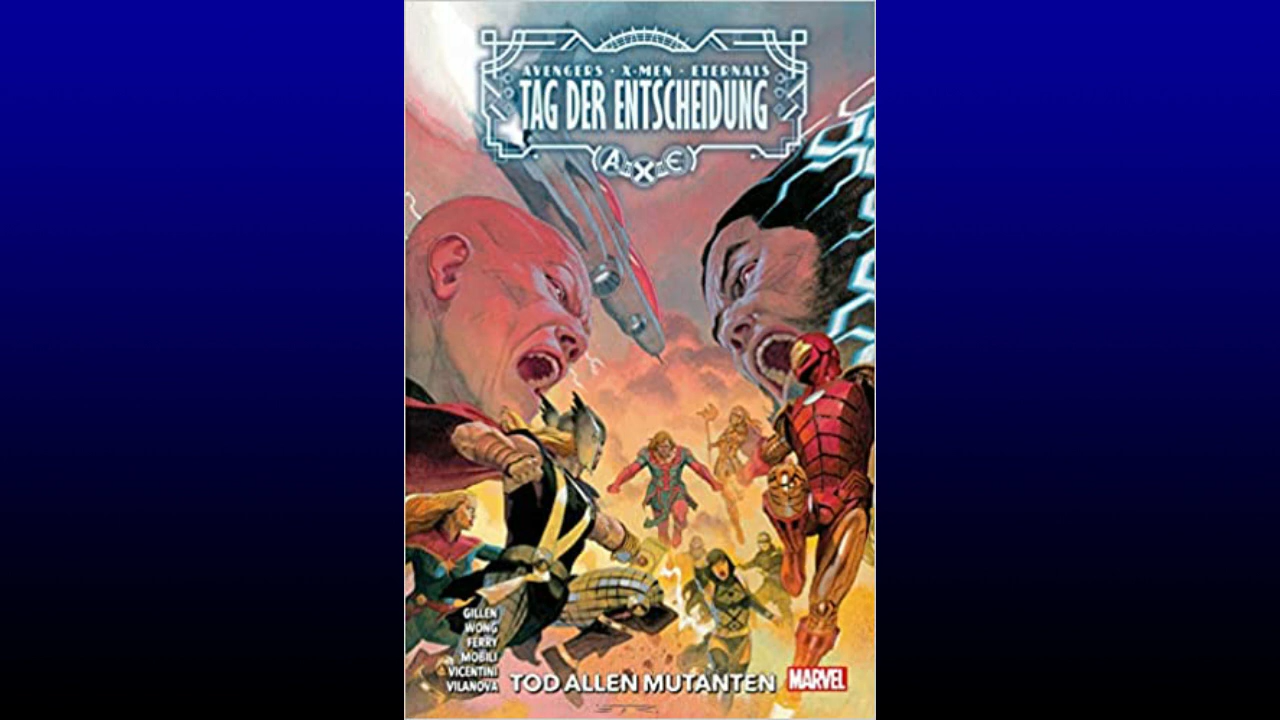 AVENGERS · X-MEN · ETERNALS
TAG DER ENTSCHEIDUNG
A X E
GILLEN
WONG
FERRY
MOBILI
VICENTINI
VILANOVA
TOD ALLEN MUTANTEN
MARVEL